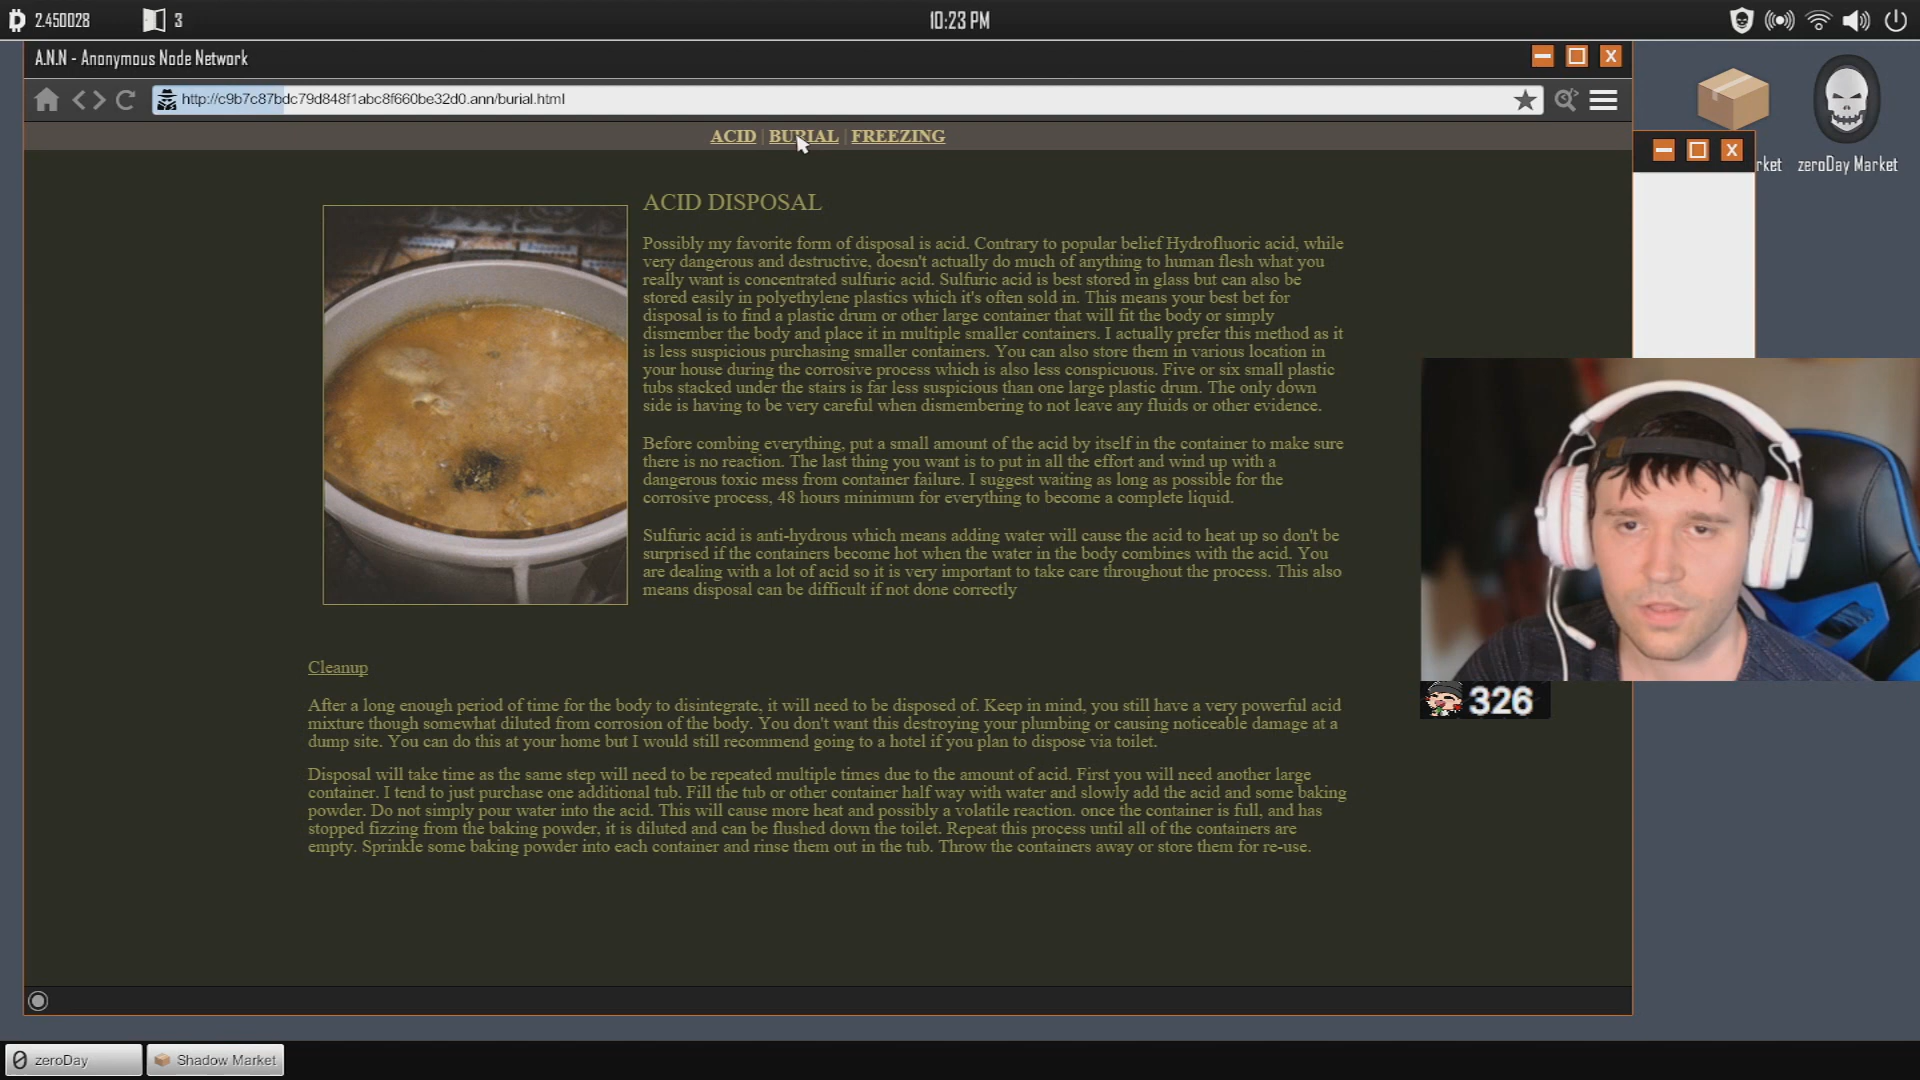 2.450028
3
10:23 PM
A.N.N - Anonymous Node Network
http://c9b7c87bdc79d848f1abc8f660be32d0.ann/burial.html
ACID | BURIAL | FREEZING
rket
zeroDay Market
ACID DISPOSAL
Possibly my favorite form of disposal is acid. Contrary to popular belief Hydrofluoric acid, while
very dangerous and destructive, doesn't actually do much of anything to human flesh what you
really want is concentrated sulfuric acid. Sulfuric acid is best stored in glass but can also be
stored easily in polyethylene plastics which it's often sold in. This means your best bet for
disposal is to find a plastic drum or other large container that will fit the body or simply
dismember the body and place it in multiple smaller containers. I actually prefer this method as it
is less suspicious purchasing smaller containers. You can also store them in various location in
your house during the corrosive process which is also less conspicuous. Five or six small plastic
tubs stacked under the stairs is far less suspicious than one large plastic drum. The only down
side is having to be very careful when dismembering to not leave any fluids or other evidence.
Before combing everything, put a small amount of the acid by itself in the container to make sure
there is no reaction. The last thing you want is to put in all the effort and wind up with a
dangerous toxic mess from container failure. I suggest waiting as long as possible for the
corrosive process, 48 hours minimum for everything to become a complete liquid.
Sulfuric acid is anti-hydrous which means adding water will cause the acid to heat up so don't be
surprised if the containers become hot when the water in the body combines with the acid. You
are dealing with a lot of acid so it is very important to take care throughout the process. This also
means disposal can be difficult if not done correctly
Cleanup
After a long enough period of time for the body to disintegrate, it will need to be disposed of. Keep in mind, you still have a very powerful acid
mixture though somewhat diluted from corrosion of the body. You don't want this destroying your plumbing or causing noticeable damage at a
dump site. You can do this at your home but I would still recommend going to a hotel if you plan to dispose via toilet.
Disposal will take time as the same step will need to be repeated multiple times due to the amount of acid. First you will need another large
container. I tend to just purchase one additional tub. Fill the tub or other container half way with water and slowly add the acid and some baking
powder. Do not simply pour water into the acid. This will cause more heat and possibly a volatile reaction. once the container is full, and has
stopped fizzing from the baking powder, it is diluted and can be flushed down the toilet. Repeat this process until all of the containers are
empty. Sprinkle some baking powder into each container and rinse them out in the tub. Throw the containers away or store them for re-use.
326
zeroDay
Shadow Market